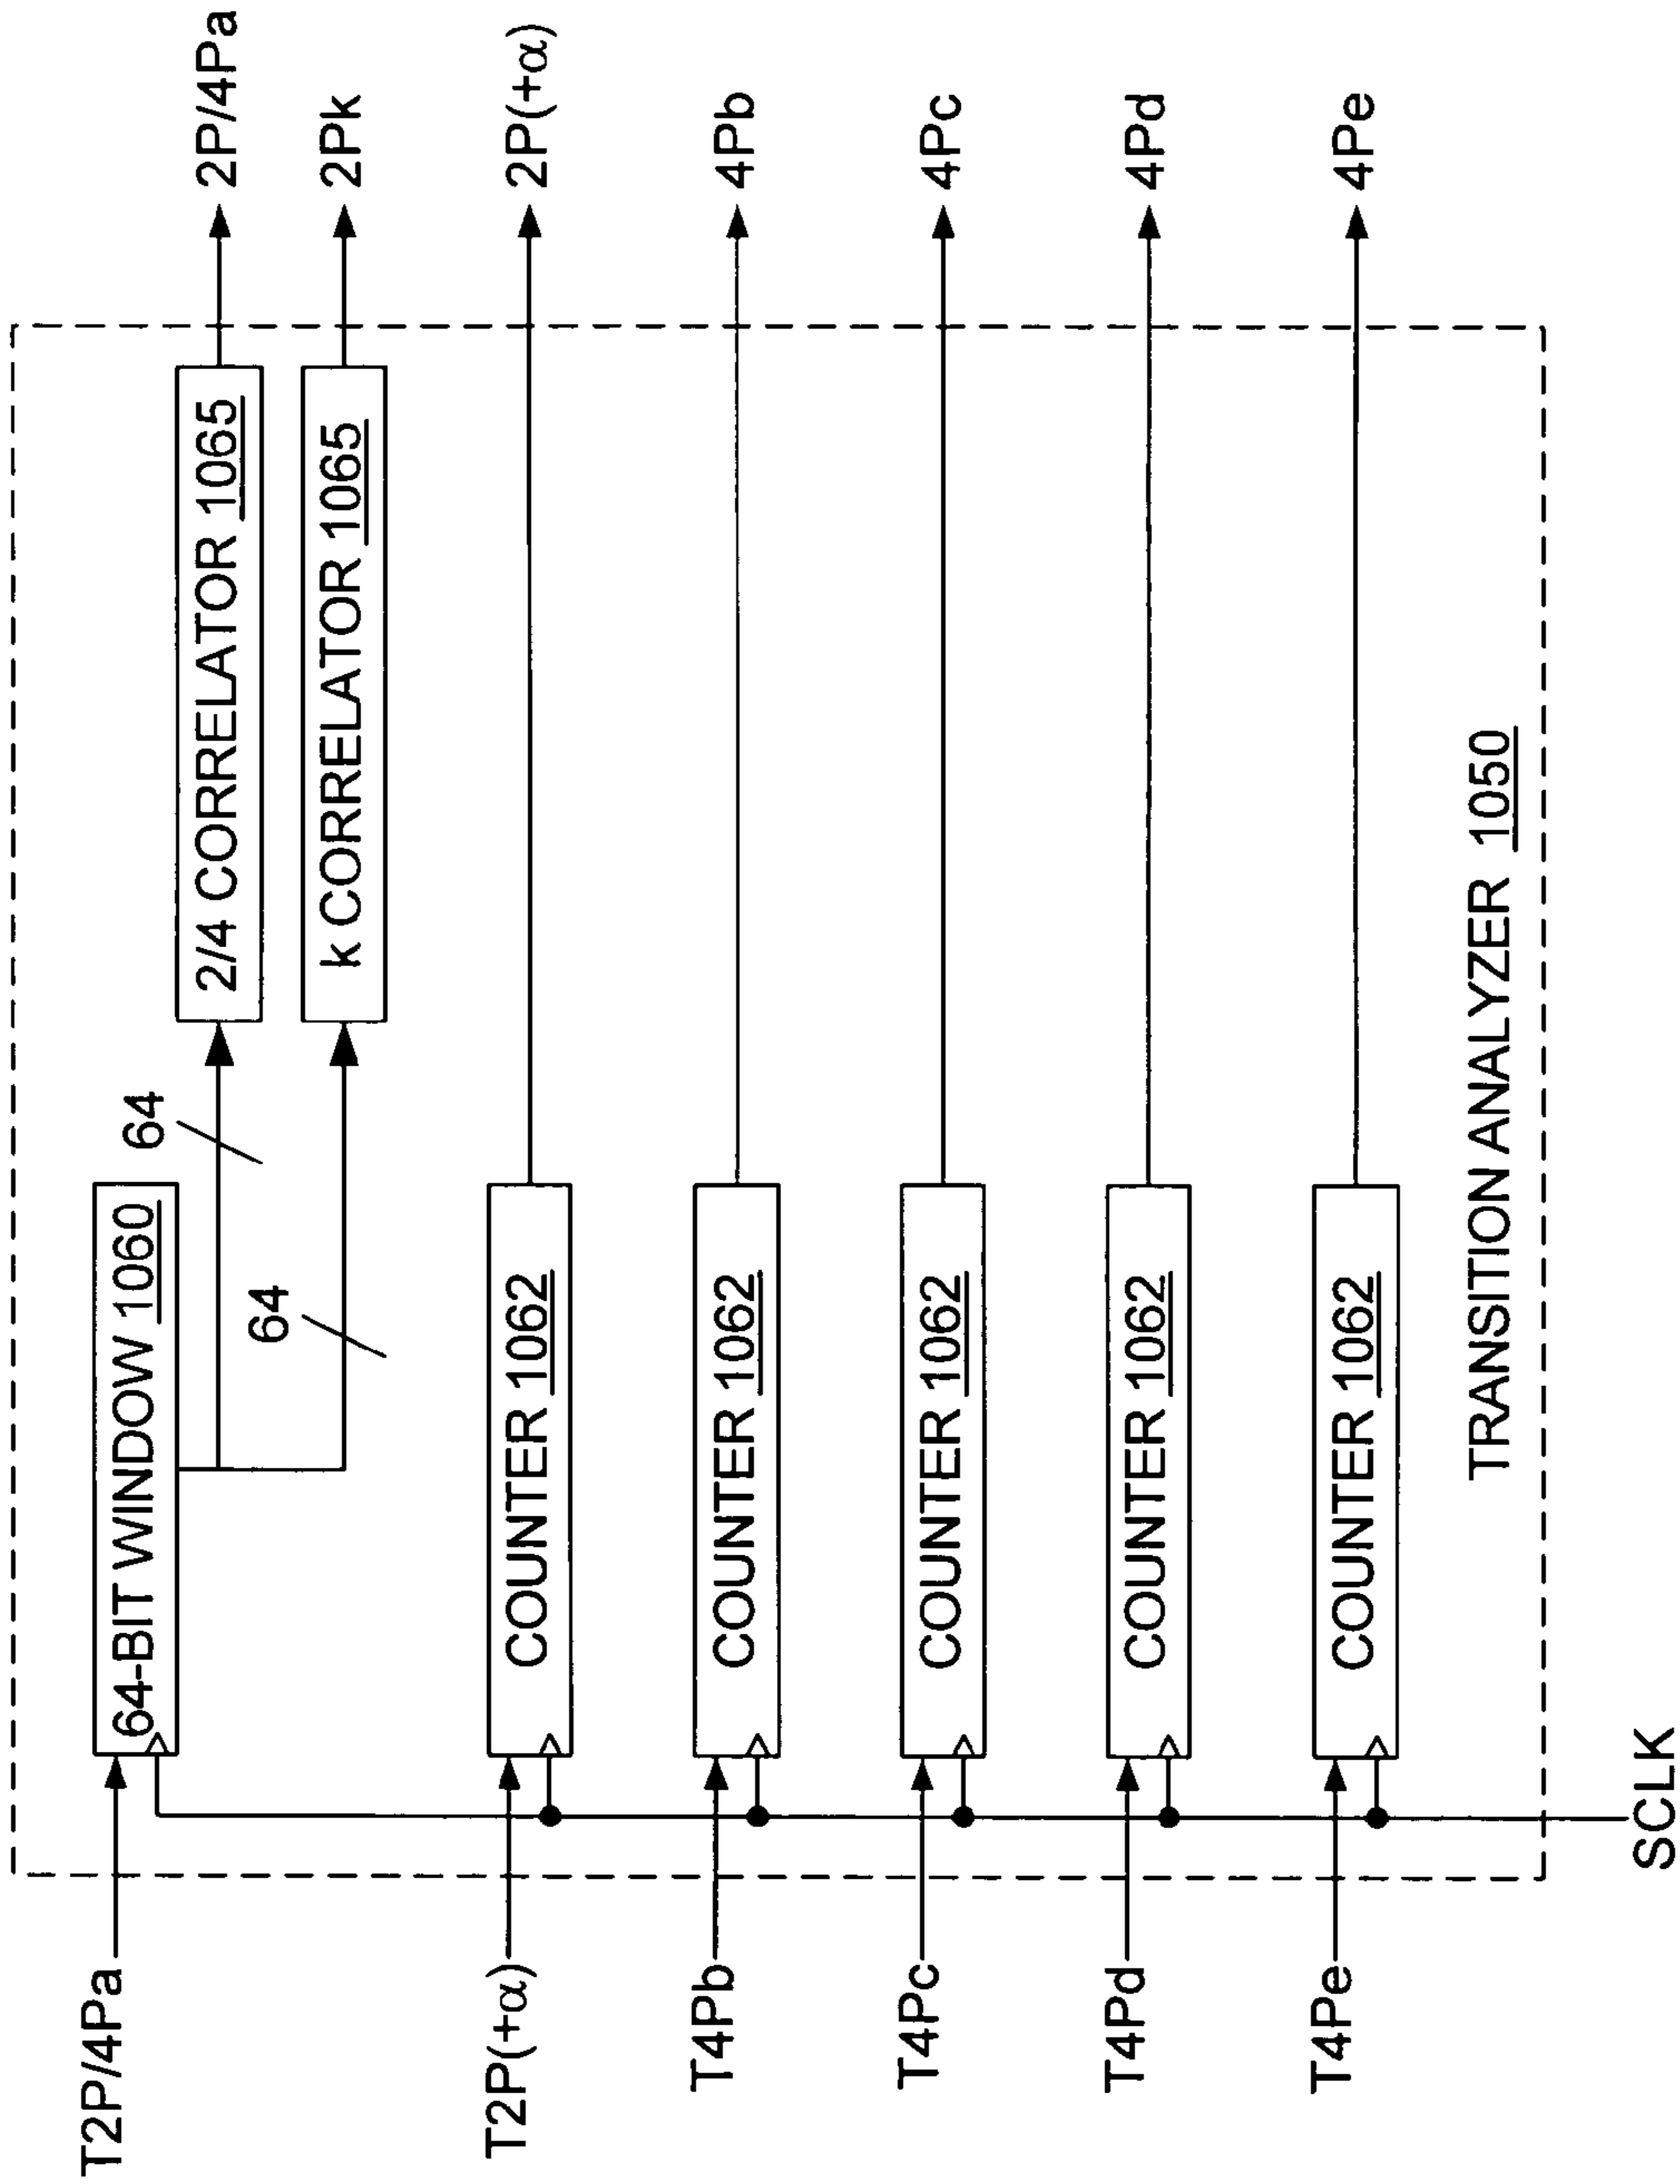 T2P/4Pa
64-BIT WINDOW 1060
64
2/4 CORRELATOR 1065
2P/4Pa
64
k CORRELATOR 1065
2Pk
T2P(+α)
COUNTER 1062
2P(+α)
T4Pb
COUNTER 1062
4Pb
T4Pc
COUNTER 1062
4Pc
T4Pd
COUNTER 1062
4Pd
T4Pe
COUNTER 1062
4Pe
TRANSITION ANALYZER 1050
SCLK